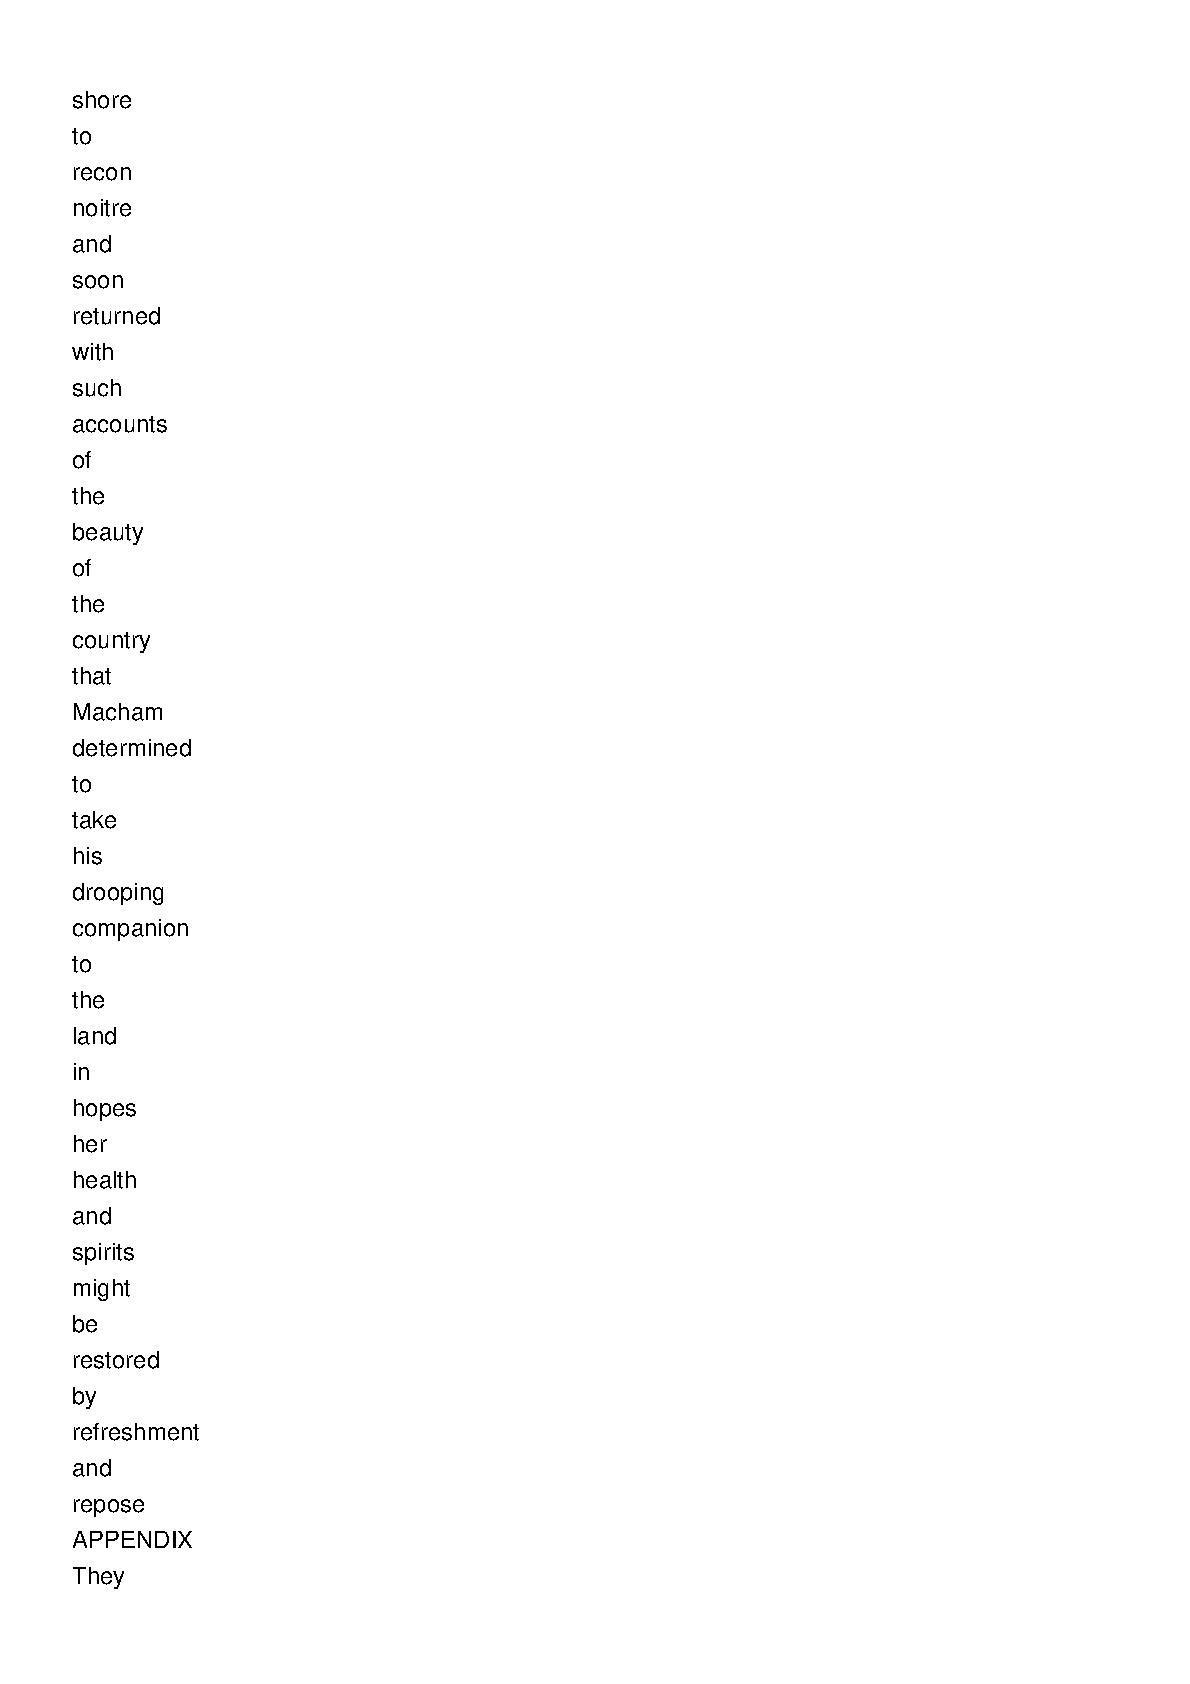 shore
to
recon
noitre
and
soon
returned
with
such
accounts
of
the
beauty
of
the
country
that
Macham
determined
to
take
his
drooping
companion
to
the
land
in
hopes
her
health
and
spirits
might
be
restored
by
refreshment
and
repose
APPENDIX
They